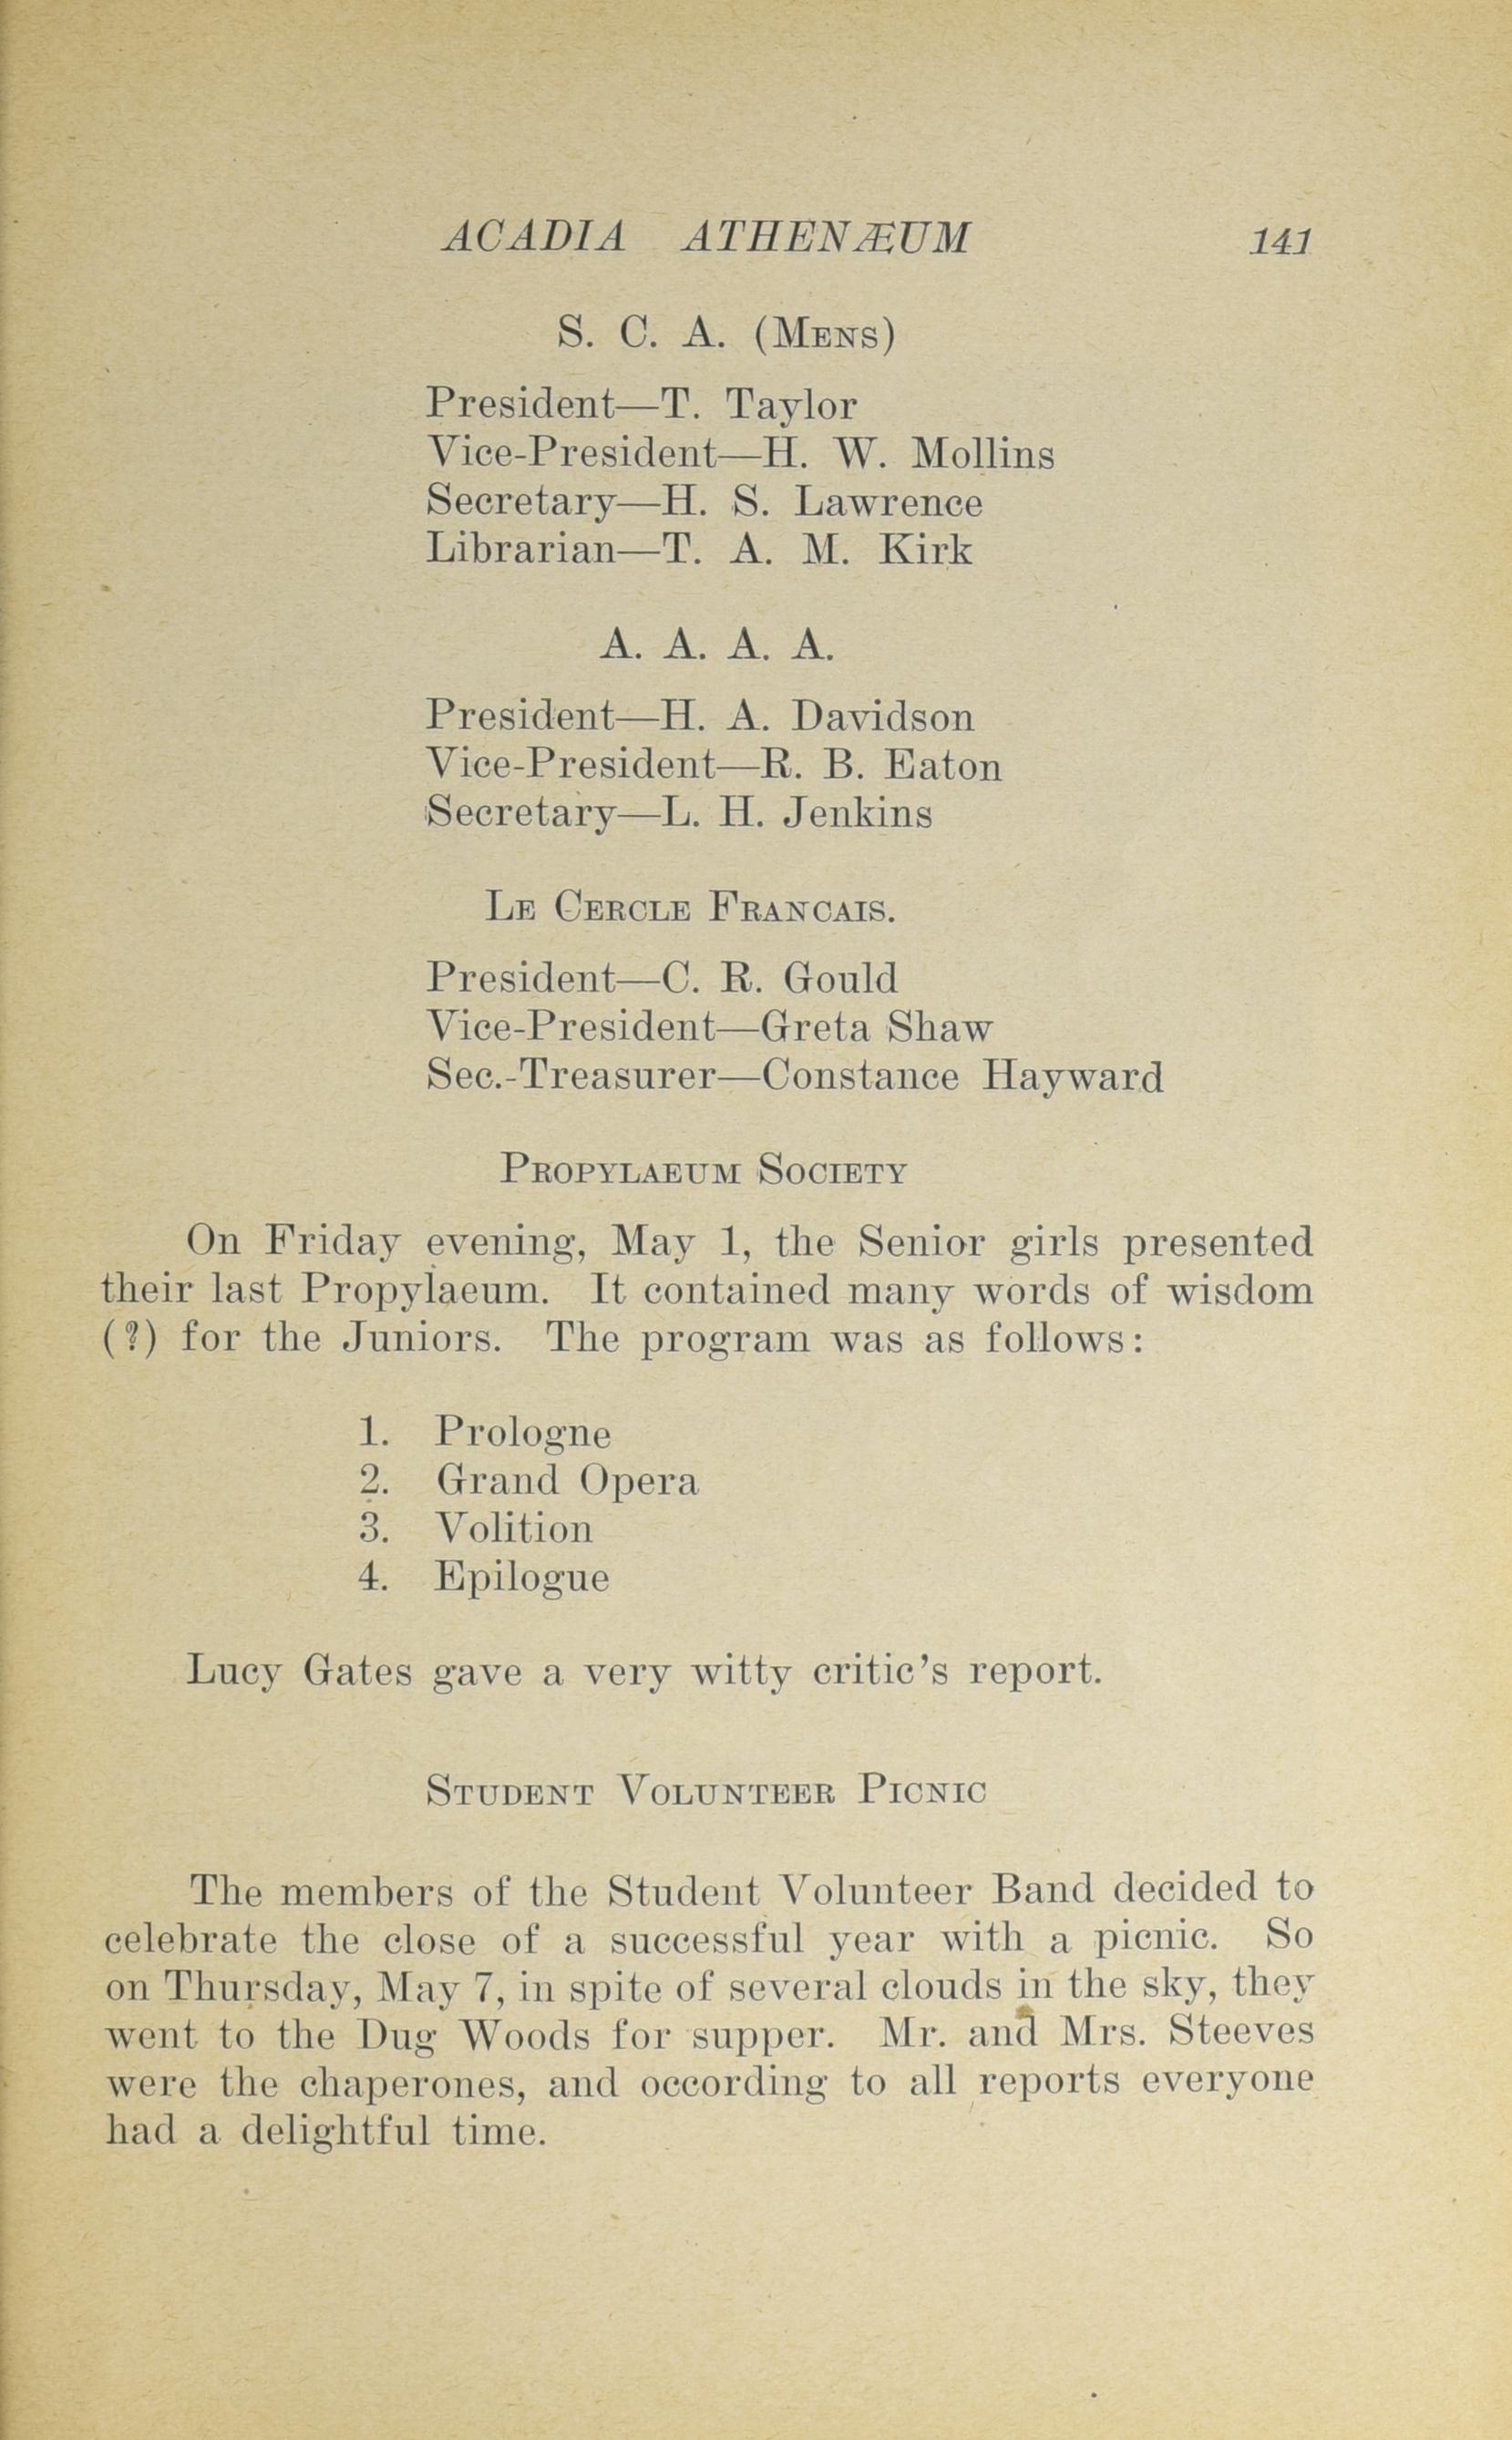 ACADIA ATHENÆUM 141
S. C. A. (MENS)
President—T. Taylor
Vice-President—H. W. Mollins
Secretary—H. S. Lawrence
Librarian—T. A. M. Kirk
A. A. A. A.
President—H. A. Davidson
Vice-President—R. B. Eaton
Secretary—L. H. Jenkins
LE CERCLE FRANCAIS.
President—C. R. Gould
Vice-President—Greta Shaw
Sec.-Treasurer—Constance Hayward
PROPYLAEUM SOCIETY
On Friday evening, May 1, the Senior girls presented
their last Propylaeum. It contained many words of wisdom
(?) for the Juniors. The program was as follows:
1. Prologne
2. Grand Opera
3. Volition
4. Epilogue
Lucy Gates gave a very witty critic's report.
STUDENT VOLUNTEER PICNIC
The members of the Student Volunteer Band decided to
celebrate the close of a successful year with a picnic. So
on Thursday, May 7, in spite of several clouds in the sky, they
went to the Dug Woods for supper. Mr. and Mrs. Steeves
were the chaperones, and occording to all reports everyone
had a delightful time.